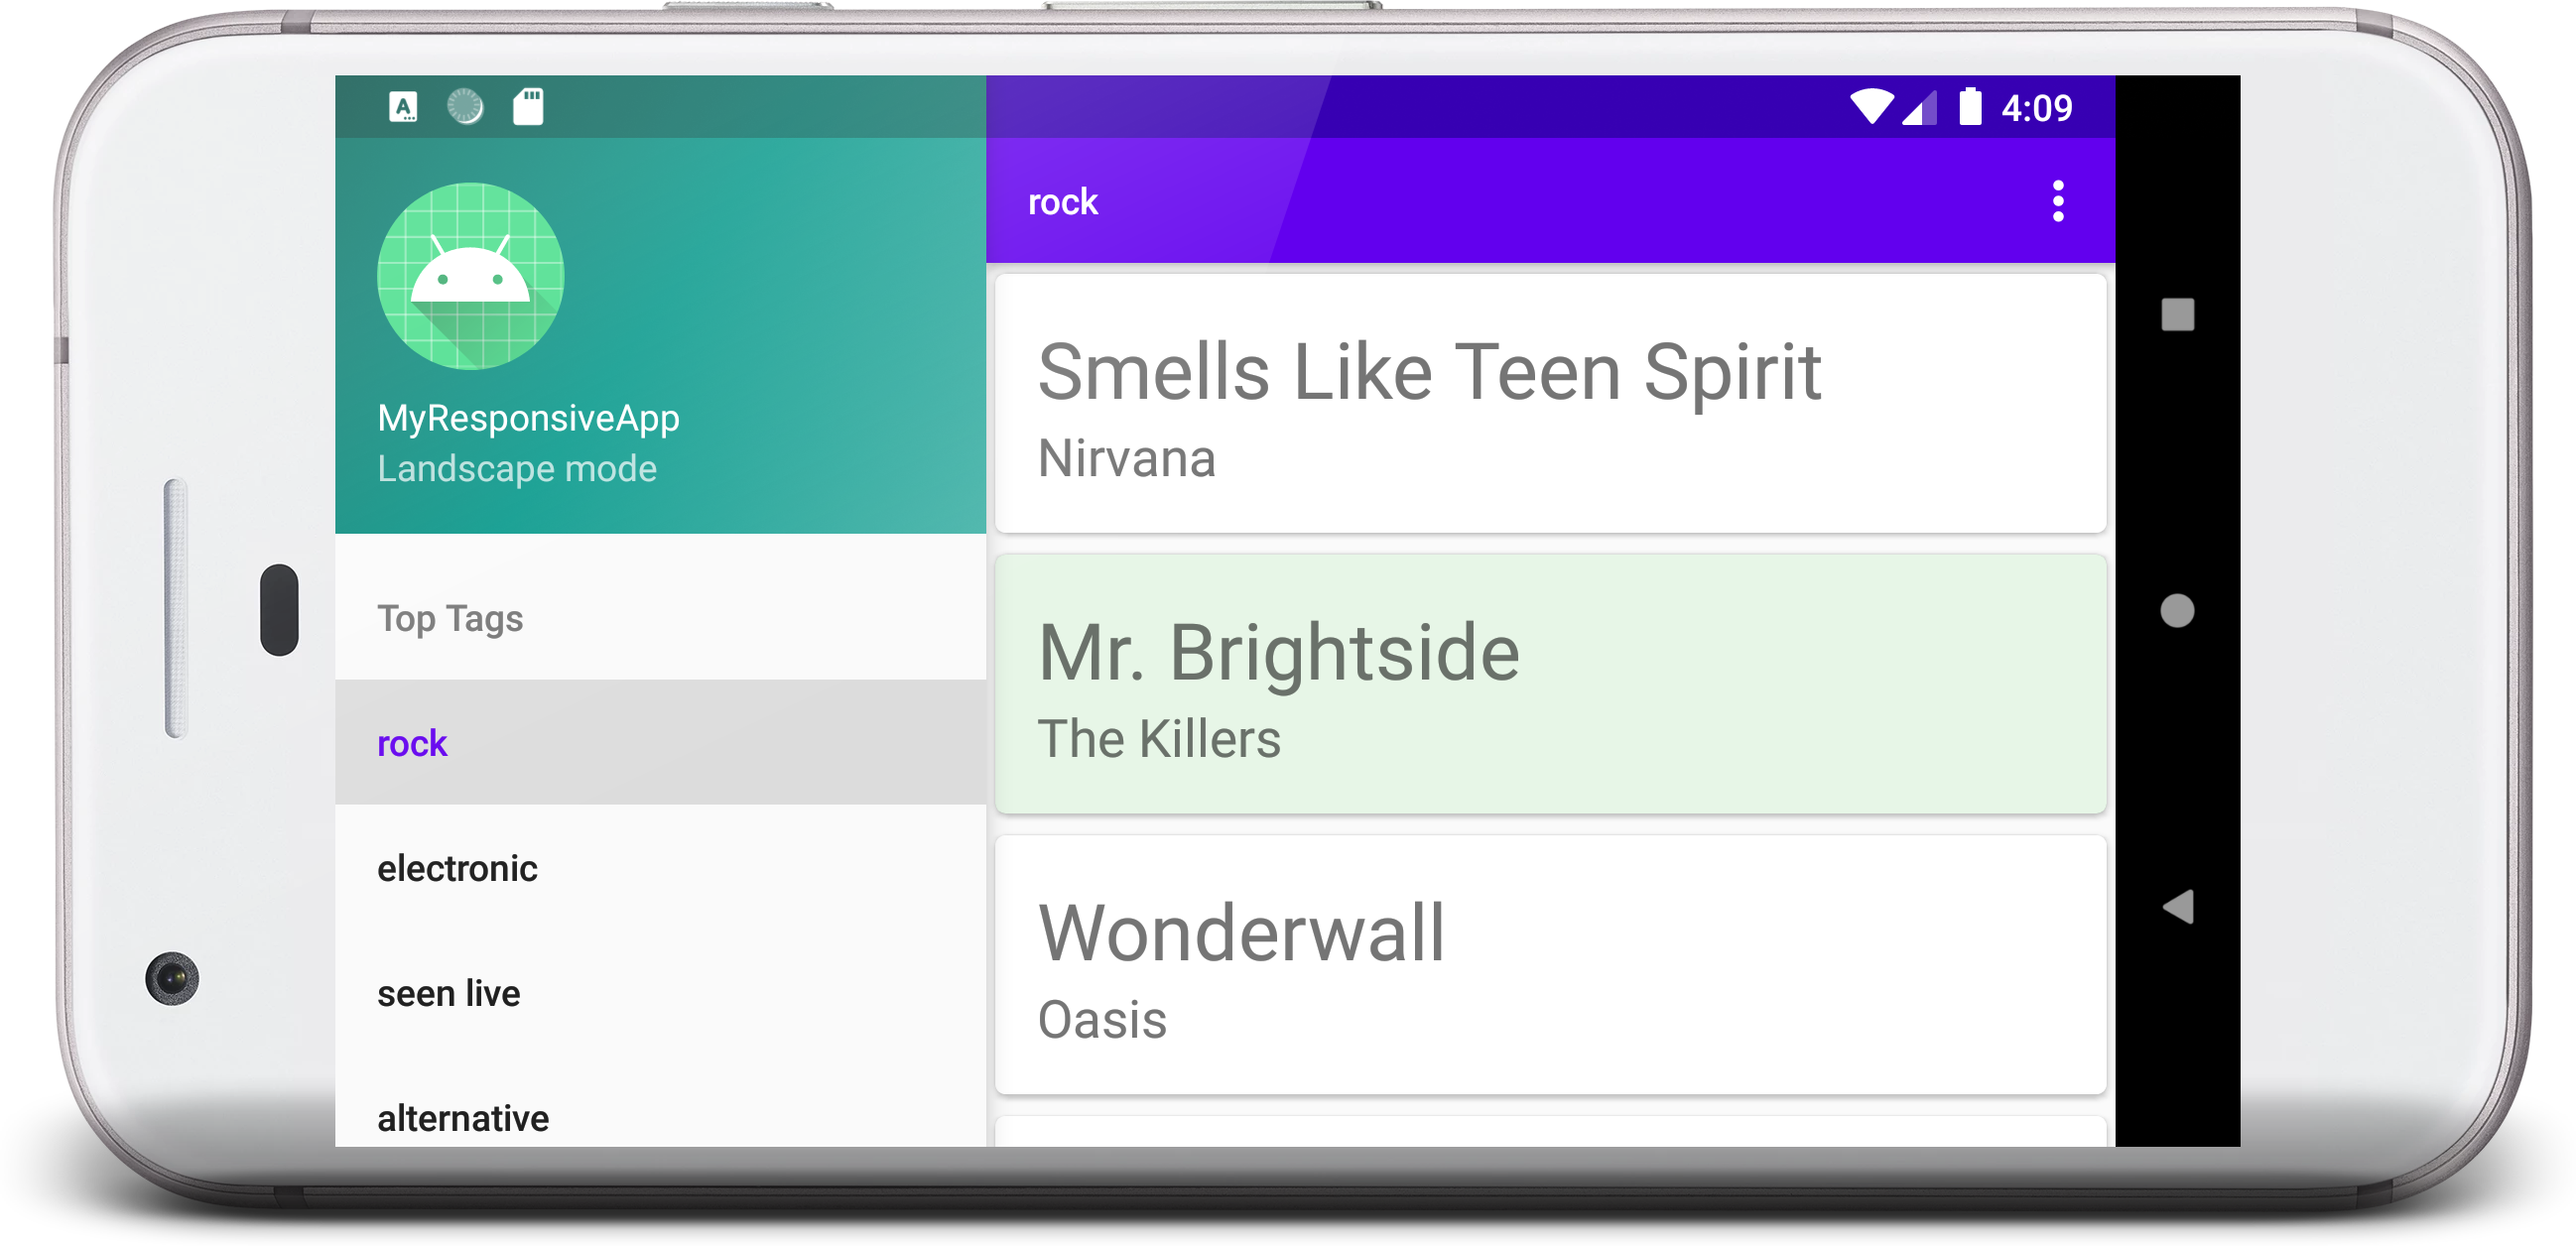 4:09
MyResponsiveApp
Landscape mode
Top Tags
rock
electronic
seen live
alternative
rock
Smells Like Teen Spirit
Nirvana
Mr. Brightside
The Killers
Wonderwall
Oasis